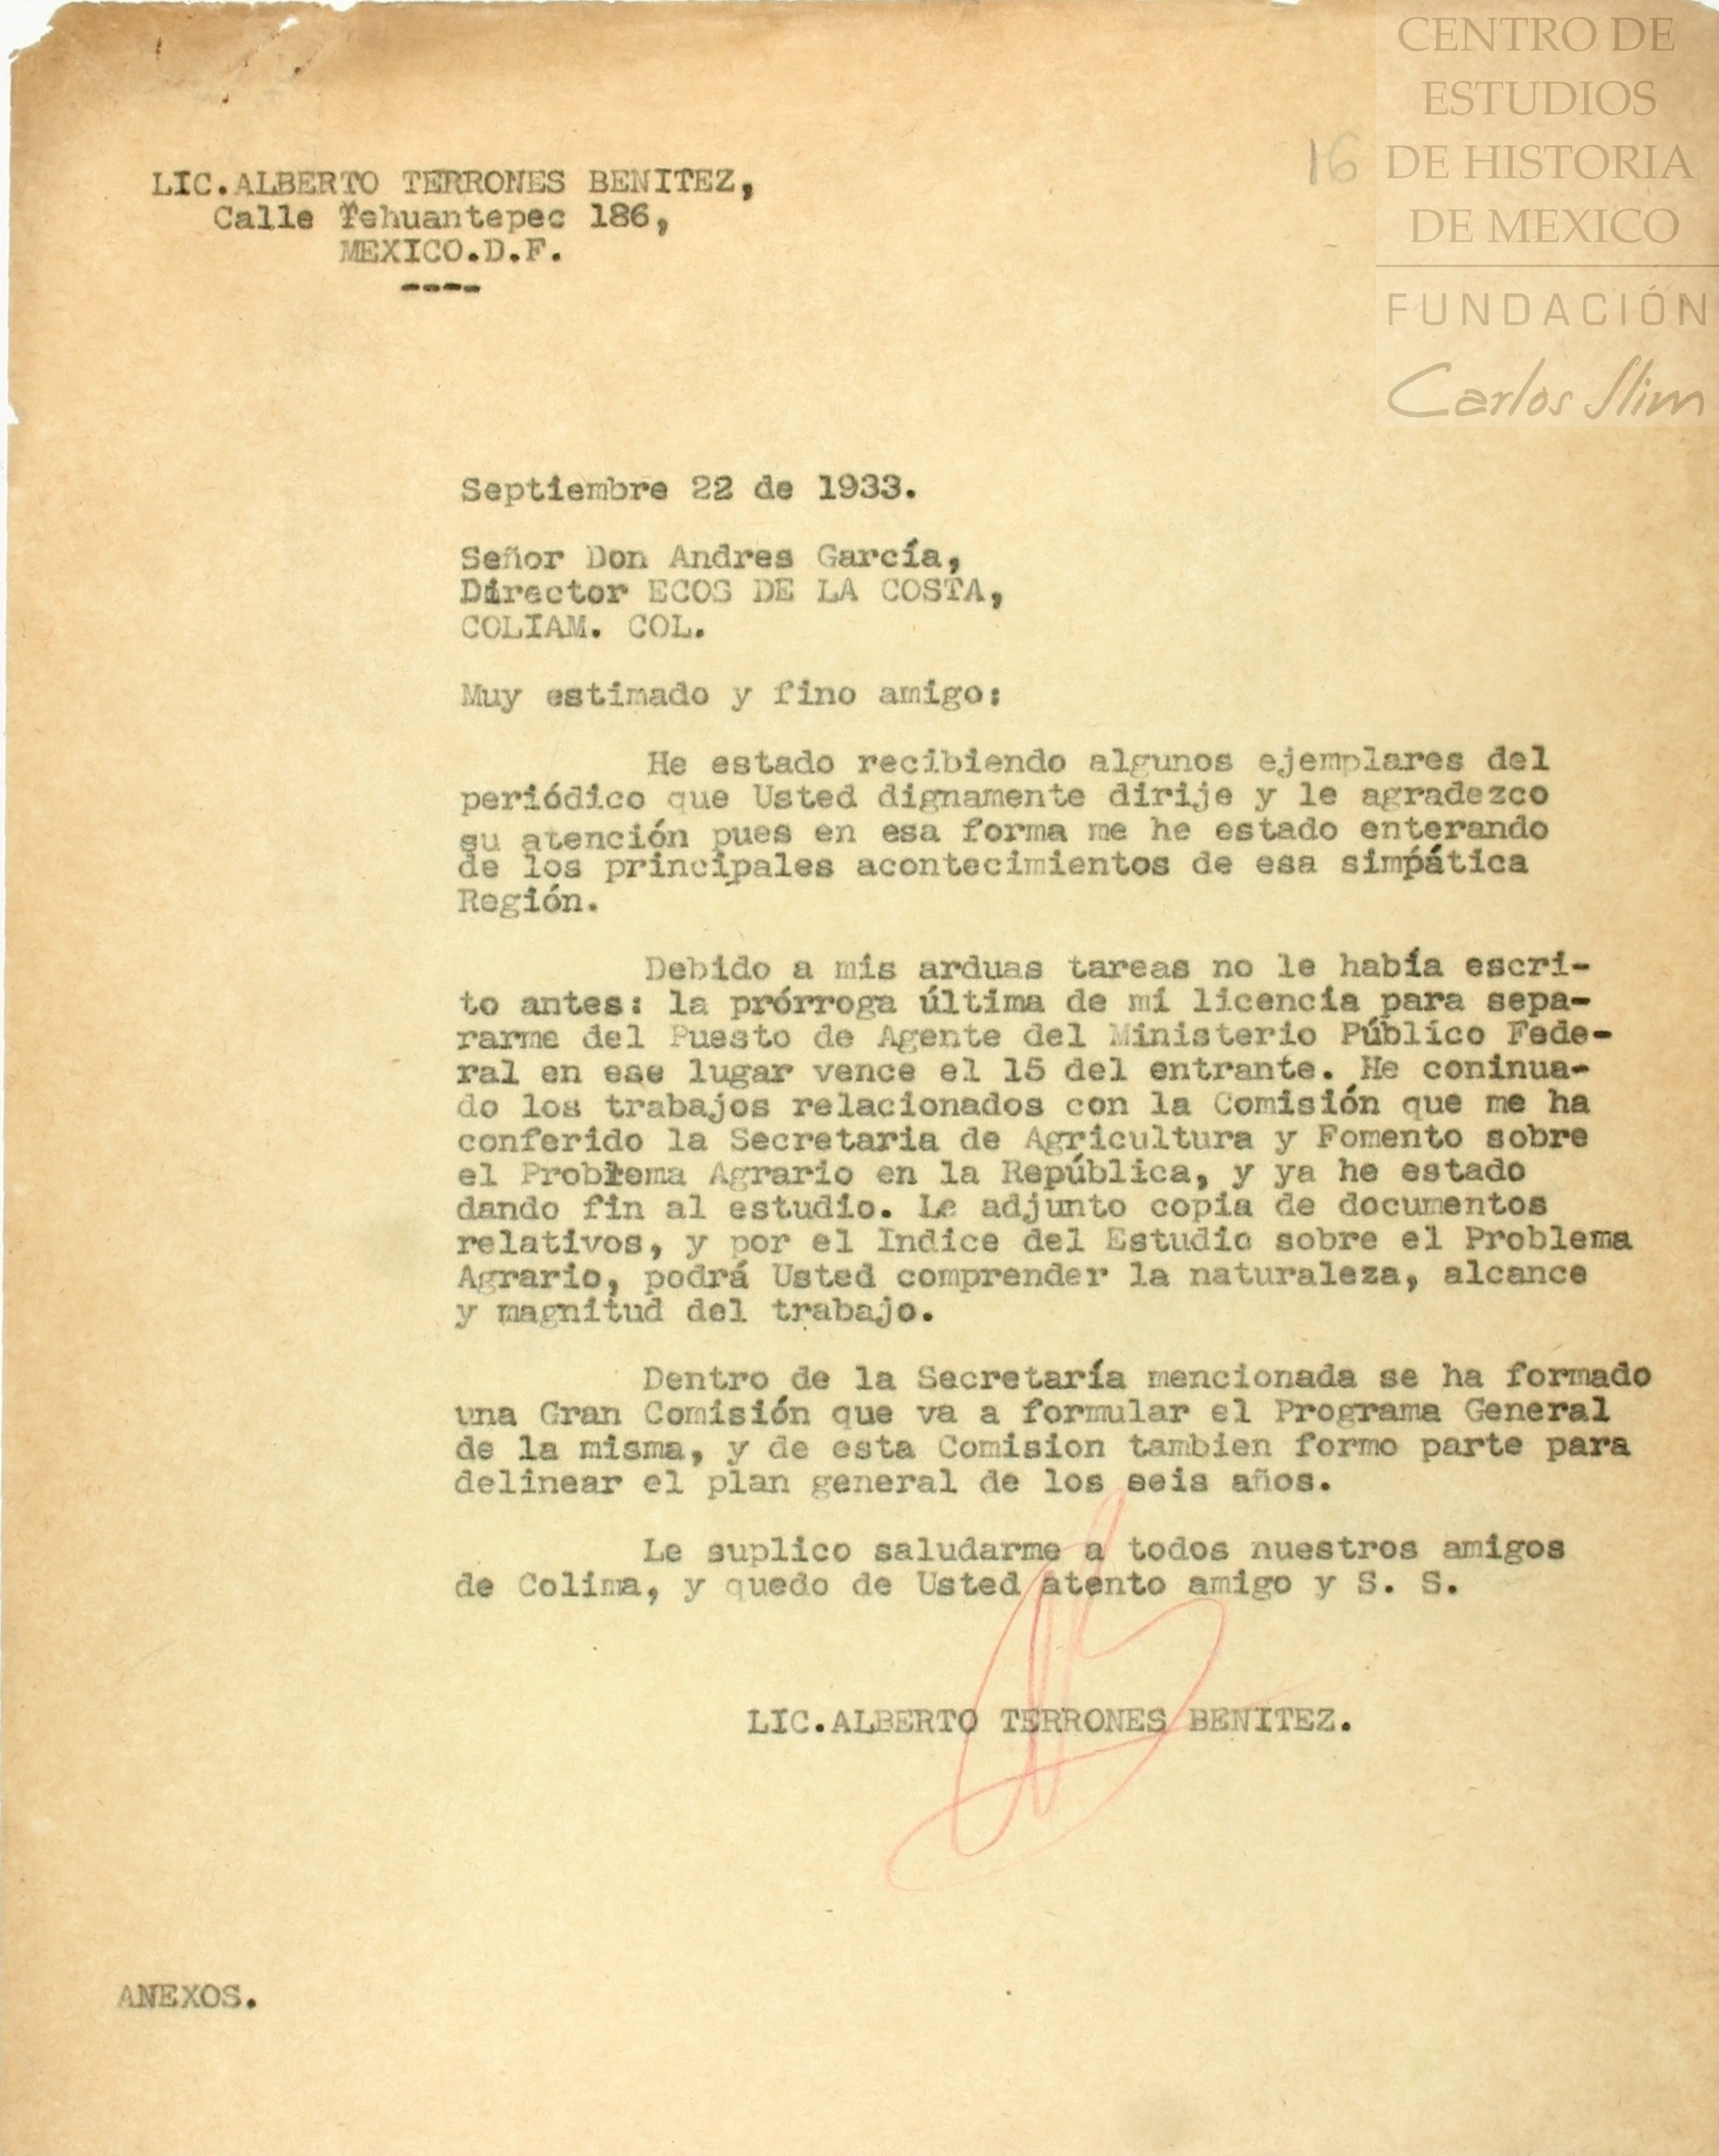 CENTRO DE
ESTUDIOS
DE HISTORIA
DE MEXICO
FUNDACIÓN
Carlos Slim
16
LIC.ALBERTO TERRONES BENITEZ,
Calle Tehuantepec 186,
MEXICO.D.F.
----
Septiembre 22 de 1933.
Señor Don Andres García,
Director ECOS DE LA COSTA,
COLIAM. COL.
Muy estimado y fino amigo:
He estado recibiendo algunos ejemplares del
periódico que Usted dignamente dirije y le agradezco
su atención pues en esa forma me he estado enterando
de los principales acontecimientos de esa simpática
Región.
Debido a mis arduas tareas no le había escri-
to antes: la prórroga última de mi licencia para sepa-
rarme del Puesto de Agente del Ministerio Público Fede-
ral en ese lugar vence el 15 del entrante. He coninua-
do los trabajos relacionados con la Comisión que me ha
conferido la Secretaria de Agricultura y Fomento sobre
el Problema Agrario en la República, y ya he estado
dando fin al estudio. Le adjunto copia de documentos
relativos, y por el Indice del Estudio sobre el Problema
Agrario, podrá Usted comprender la naturaleza, alcance
y magnitud del trabajo.
Dentro de la Secretaría mencionada se ha formado
una Gran Comisión que va a formular el Programa General
de la misma, y de esta Comision tambien formo parte para
delinear el plan general de los seis años.
Le suplico saludarme a todos nuestros amigos
de Colima, y quedo de Usted atento amigo y S. S.
LIC.ALBERTO TERRONES BENITEZ.
ANEXOS.